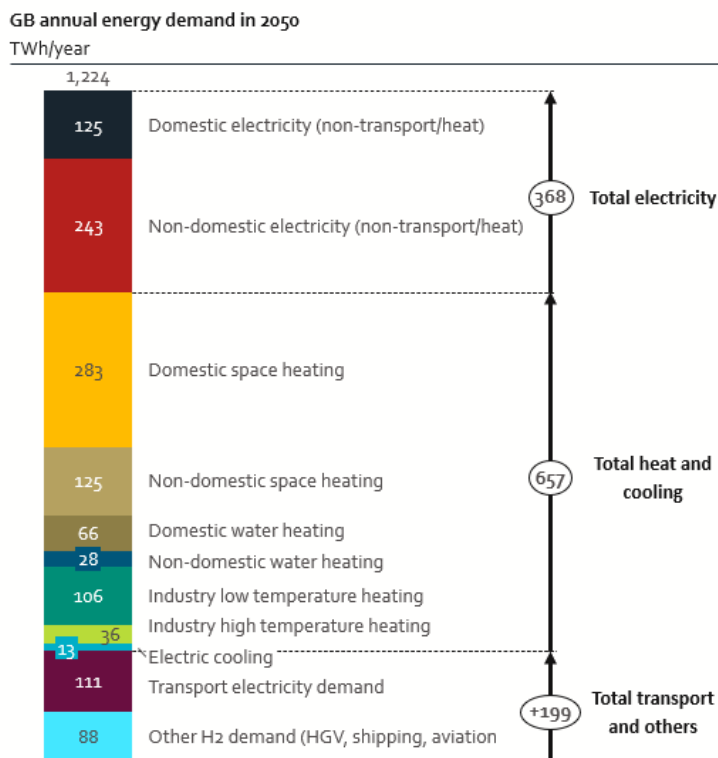 GB annual energy demand in 2050
TWh/year
1,224
125 Domestic electricity (non-transport/heat)
368 Total electricity
243 Non-domestic electricity (non-transport/heat)
283 Domestic space heating
125 Non-domestic space heating
657 Total heat and
cooling
66 Domestic water heating
28 Non-domestic water heating
106 Industry low temperature heating
36 Industry high temperature heating
13 Electric cooling
111 Transport electricity demand
+199 Total transport
and others
88 Other H2 demand (HGV, shipping, aviation